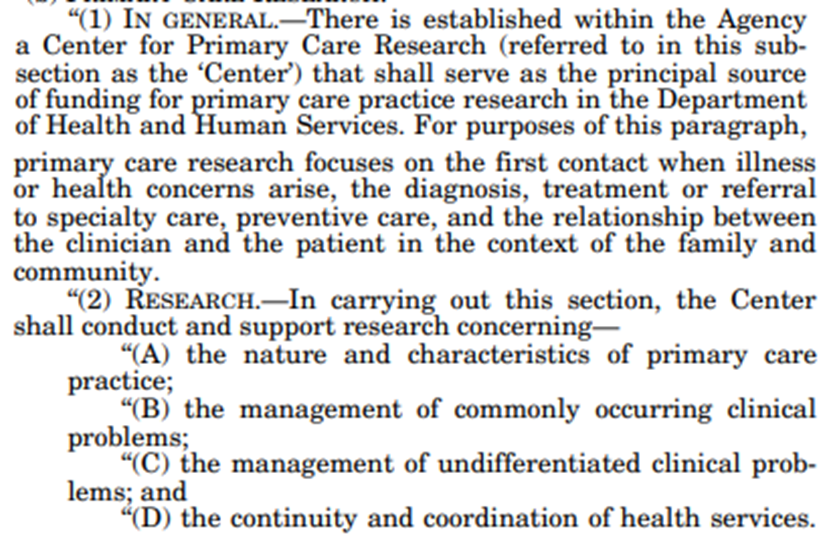 “(1) IN GENERAL.—There is established within the Agency
a Center for Primary Care Research (referred to in this sub-
section as the ‘Center’) that shall serve as the principal source
of funding for primary care practice research in the Department
of Health and Human Services. For purposes of this paragraph,
primary care research focuses on the first contact when illness
or health concerns arise, the diagnosis, treatment or referral
to specialty care, preventive care, and the relationship between
the clinician and the patient in the context of the family and
community.
“(2) RESEARCH.—In carrying out this section, the Center
shall conduct and support research concerning—
“(A) the nature and characteristics of primary care
practice;
“(B) the management of commonly occurring clinical
problems;
“(C) the management of undifferentiated clinical prob-
lems; and
“(D) the continuity and coordination of health services.